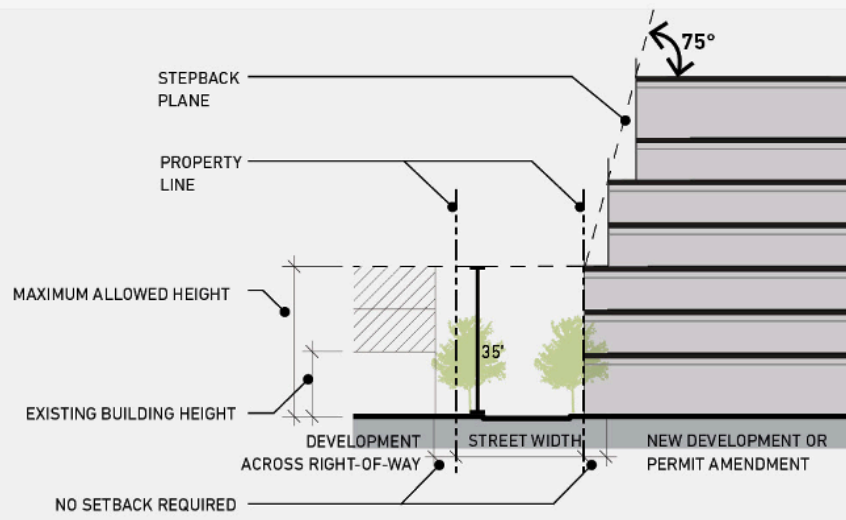 75°
STEPBACK
PLANE
PROPERTY
LINE
MAXIMUM ALLOWED HEIGHT
35'
EXISTING BUILDING HEIGHT
DEVELOPMENT
ACROSS RIGHT-OF-WAY
STREET WIDTH
NEW DEVELOPMENT OR
PERMIT AMENDMENT
NO SETBACK REQUIRED